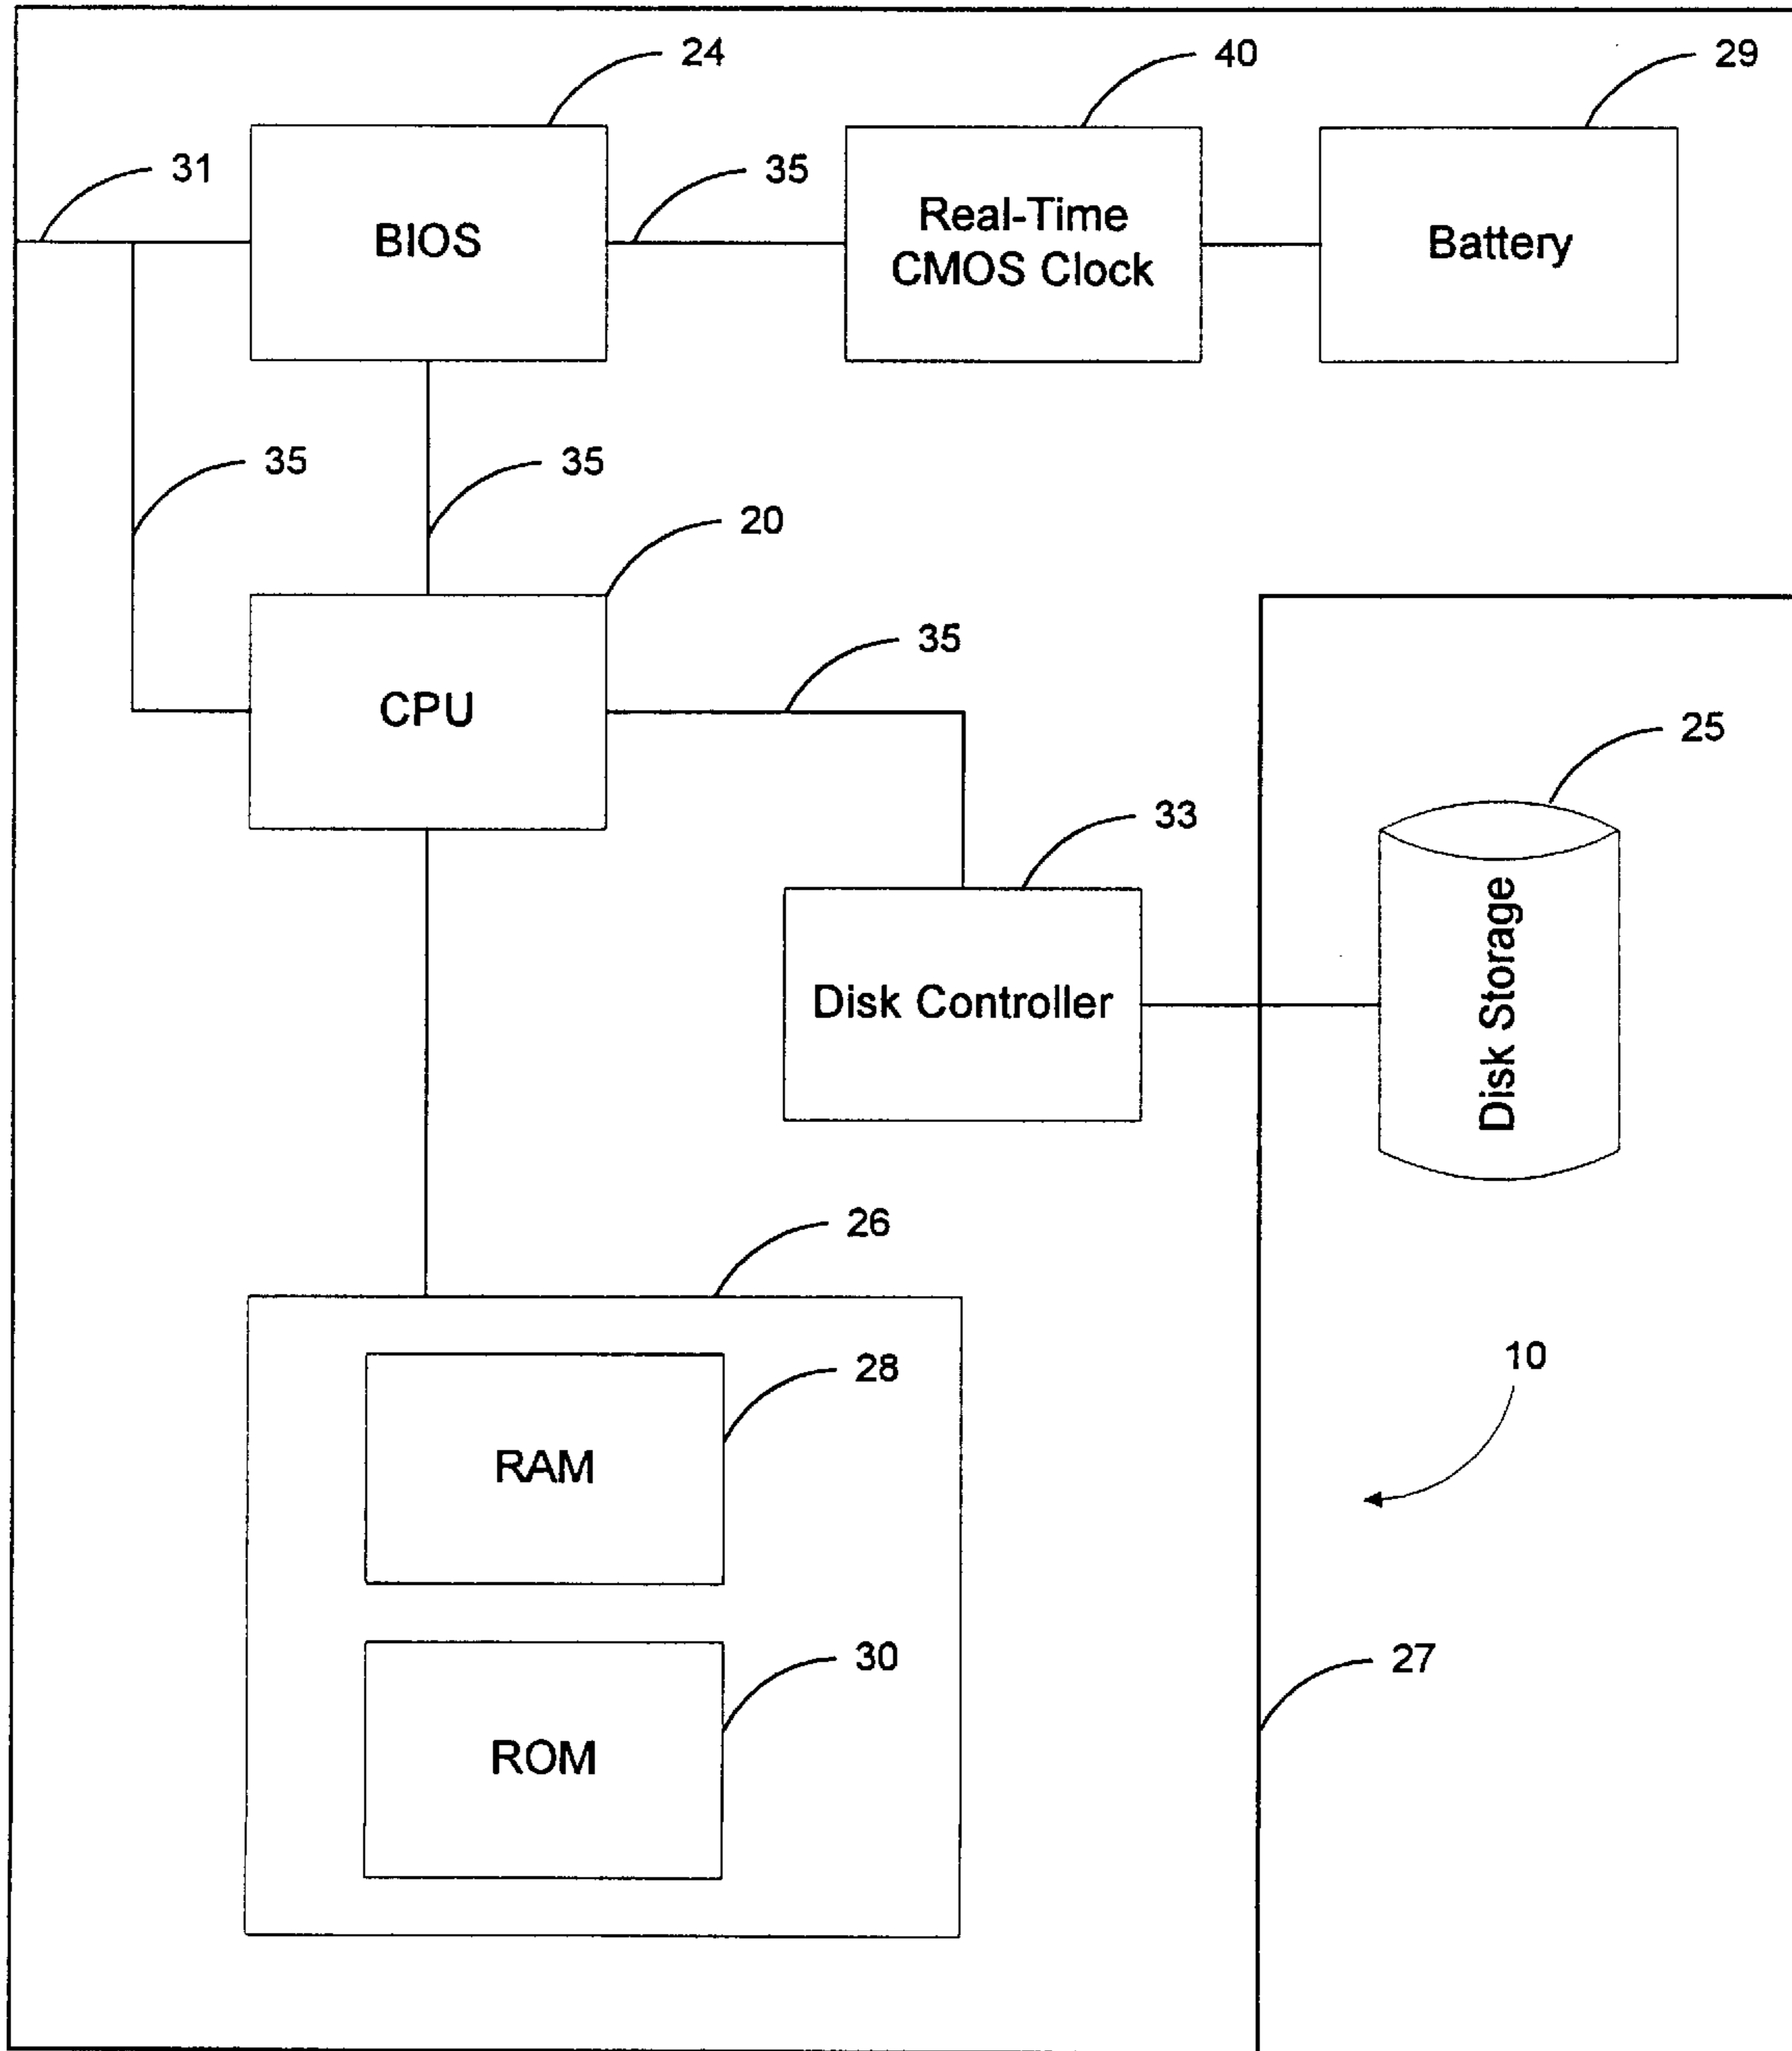 24
40
29
31
35
BIOS
Real-Time
CMOS Clock
Battery
35
35
20
35
CPU
25
33
Disk Controller
Disk Storage
26
28
10
RAM
30
27
ROM